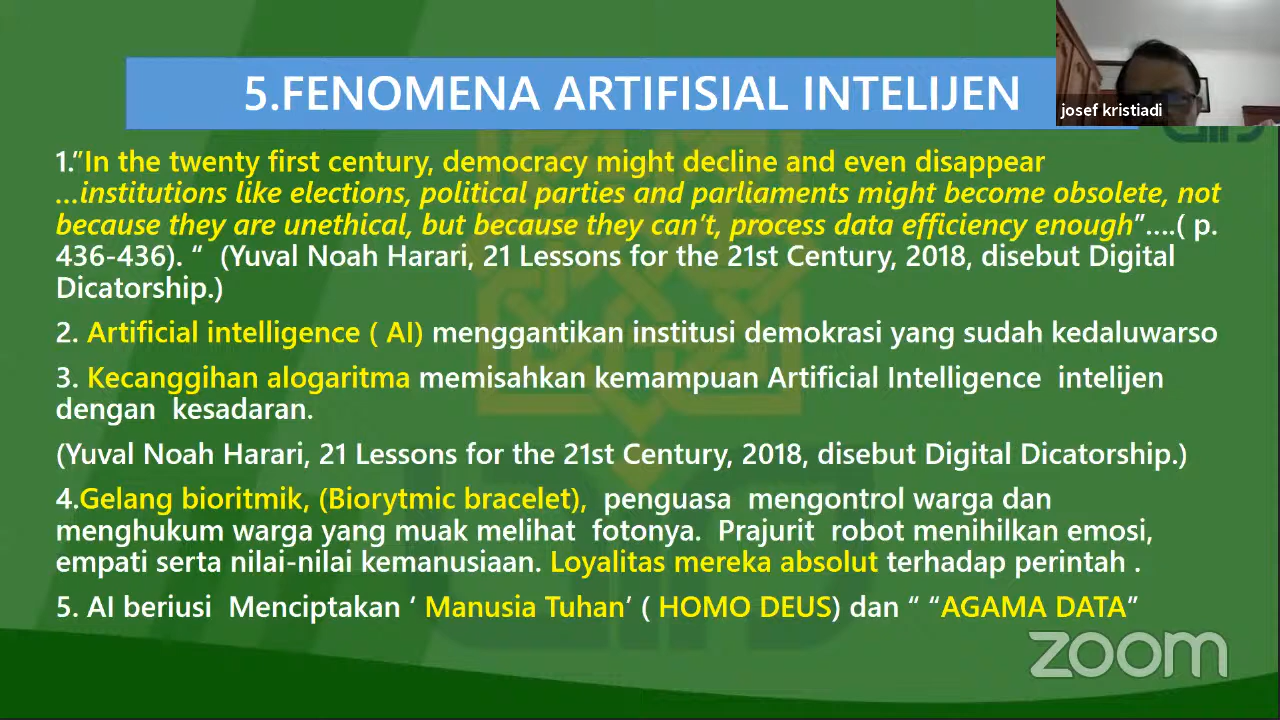 5.FENOMENA ARTIFISIAL INTELIJEN
josef kristiadi
1."In the twenty first century, democracy might decline and even disappear
...institutions like elections, political parties and parliaments might become obsolete, not
because they are unethical, but because they can't, process data efficiency enough"....( p.
436-436). “ (Yuval Noah Harari, 21 Lessons for the 21st Century, 2018, disebut Digital
Dicatorship.)
2. Artificial intelligence ( AI) menggantikan institusi demokrasi yang sudah kedaluwarso
3. Kecanggihan alogaritma memisahkan kemampuan Artificial Intelligence intelijen
dengan kesadaran.
(Yuval Noah Harari, 21 Lessons for the 21st Century, 2018, disebut Digital Dicatorship.)
4.Gelang bioritmik, (Biorytmic bracelet), penguasa mengontrol warga dan
menghukum warga yang muak melihat fotonya. Prajurit robot menihilkan emosi,
empati serta nilai-nilai kemanusiaan. Loyalitas mereka absolut terhadap perintah .
5. AI beriusi Menciptakan ‘ Manusia Tuhan’ ( HOMO DEUS) dan “ “AGAMA DATA”
zoom